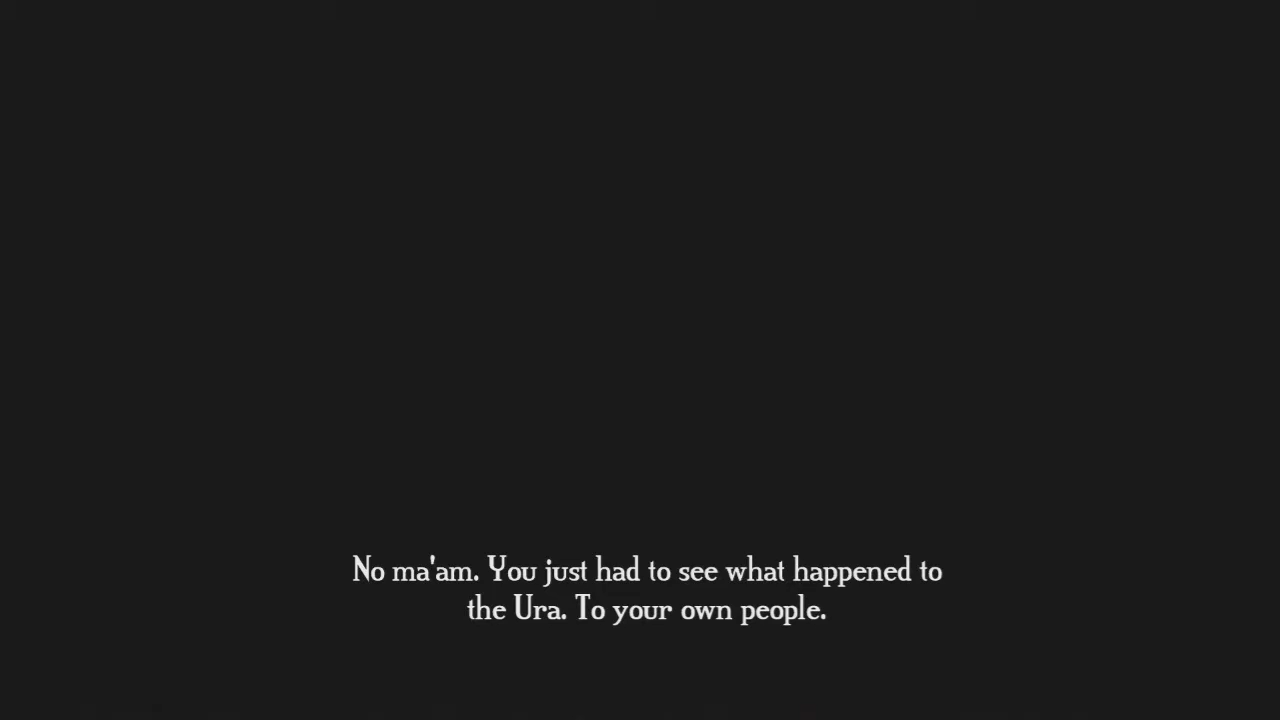 No ma'am. You just had to see what happened to
the Ura. To your own people.